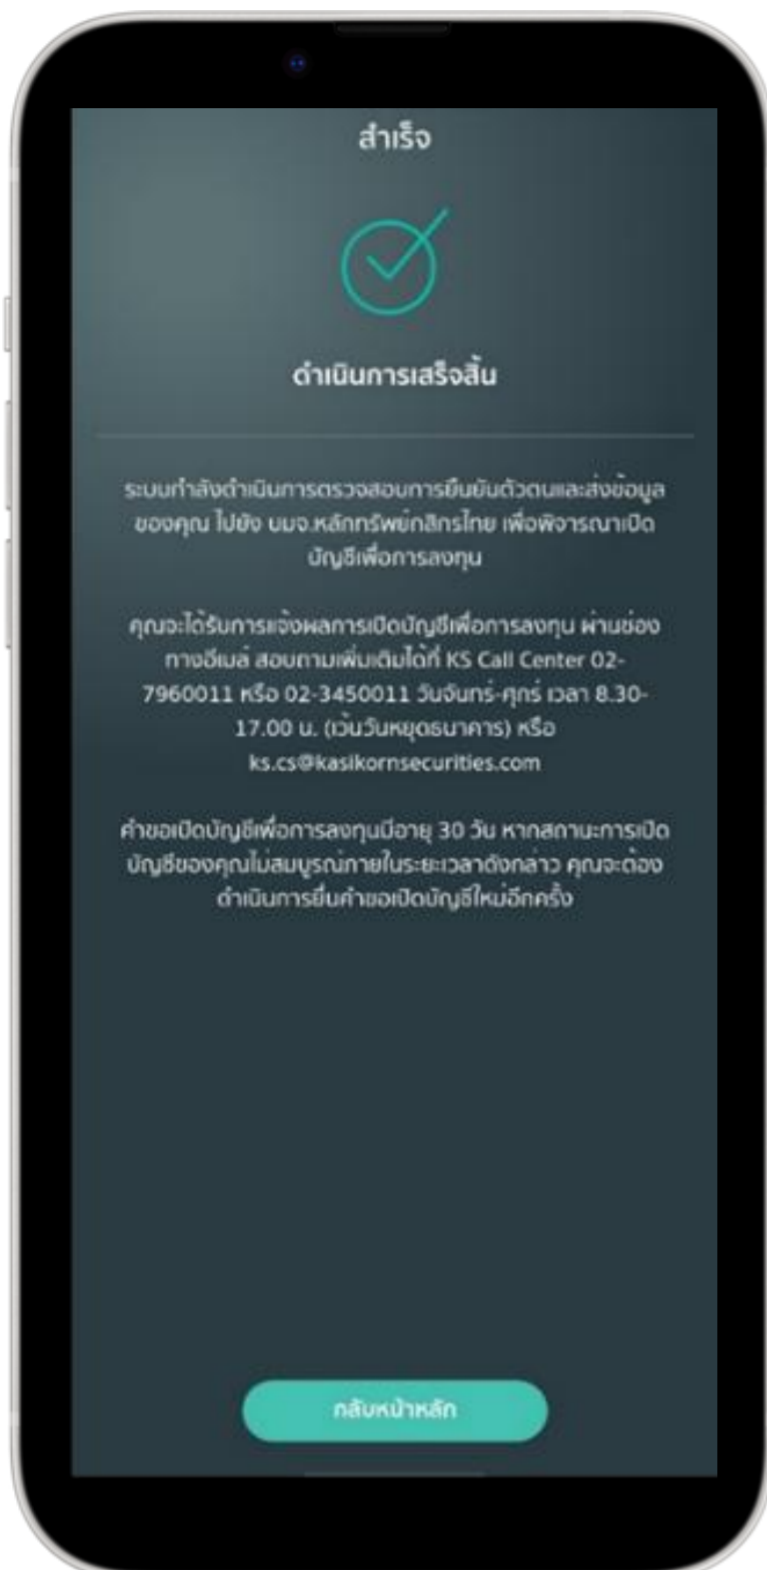 สำเร็จ
ดำเนินการเสร็จสิ้น
ระบบกำลังดำเนินการตรวจสอบการยืนยันตัวตนและส่งข้อมูล
ของคุณ ไปยัง บมจ.หลักทรัพย์กสิกรไทย เพื่อพิจารณาเปิด
บัญชีเพื่อการลงทุน
คุณจะได้รับการแจ้งผลการเปิดบัญชีเพื่อการลงทุน ผ่านช่อง
ทางอีเมล์ สอบถามเพิ่มเติมได้ที่ KS Call Center 02-
7960011 หรือ 02-3450011 วันจันทร์-ศุกร์ เวลา 8.30-
17.00 น. (เว้นวันหยุดธนาคาร) หรือ
ks.cs@kasikornsecurities.com
คำขอเปิดบัญชีเพื่อการลงทุนมีอายุ 30 วัน หากสถานะการเปิด
บัญชีของคุณไม่สมบูรณ์ภายในระยะเวลาดังกล่าว คุณจะต้อง
ดำเนินการยื่นคำขอเปิดบัญชีใหม่อีกครั้ง
กลับหน้าหลัก